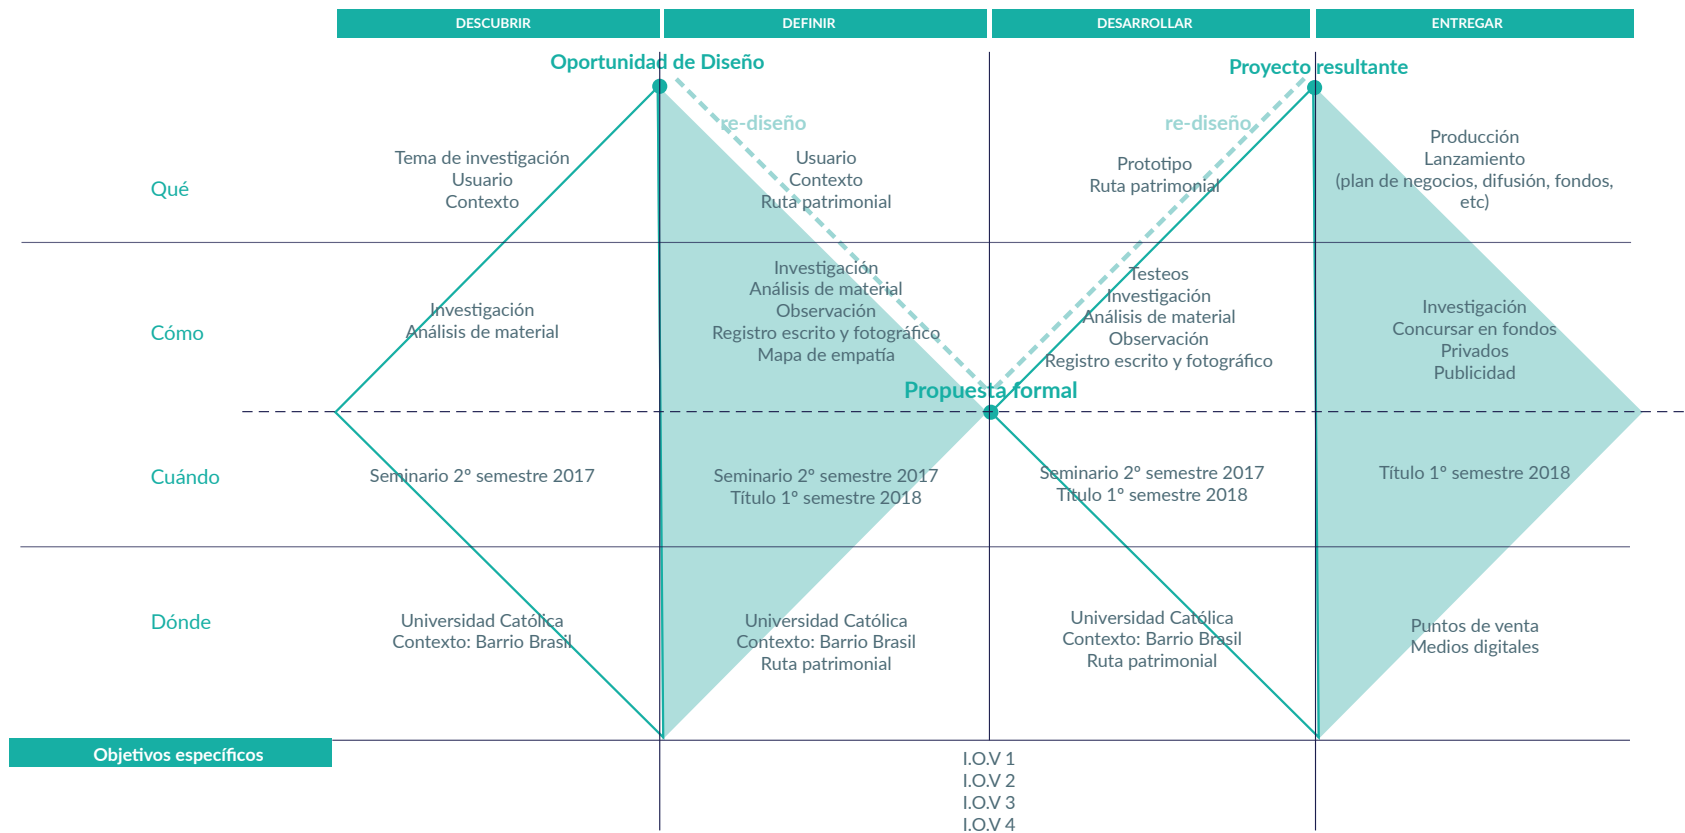 DESCUBRIR
DEFINIR
DESARROLLAR
ENTREGAR
Oportunidad de Diseño
Proyecto resultante
re-diseño
re-diseño
Qué
Tema de investigación
Usuario
Contexto
Usuario
Contexto
Ruta patrimonial
Prototipo
Ruta patrimonial
Producción
Lanzamiento
(plan de negocios, difusión, fondos,
etc)
Cómo
Investigación
Análisis de material
Investigación
Análisis de material
Observación
Registro escrito y fotográfico
Mapa de empatía
Testeos
Investigación
Análisis de material
Observación
Registro escrito y fotográfico
Investigación
Concursar en fondos
Privados
Publicidad
Propuesta formal
Cuándo
Seminario 2º semestre 2017
Seminario 2º semestre 2017
Título 1º semestre 2018
Seminario 2º semestre 2017
Título 1º semestre 2018
Título 1º semestre 2018
Dónde
Universidad Católica
Contexto: Barrio Brasil
Universidad Católica
Contexto: Barrio Brasil
Ruta patrimonial
Universidad Católica
Contexto: Barrio Brasil
Ruta patrimonial
Puntos de venta
Medios digitales
Objetivos específicos
I.O.V 1
I.O.V 2
I.O.V 3
I.O.V 4